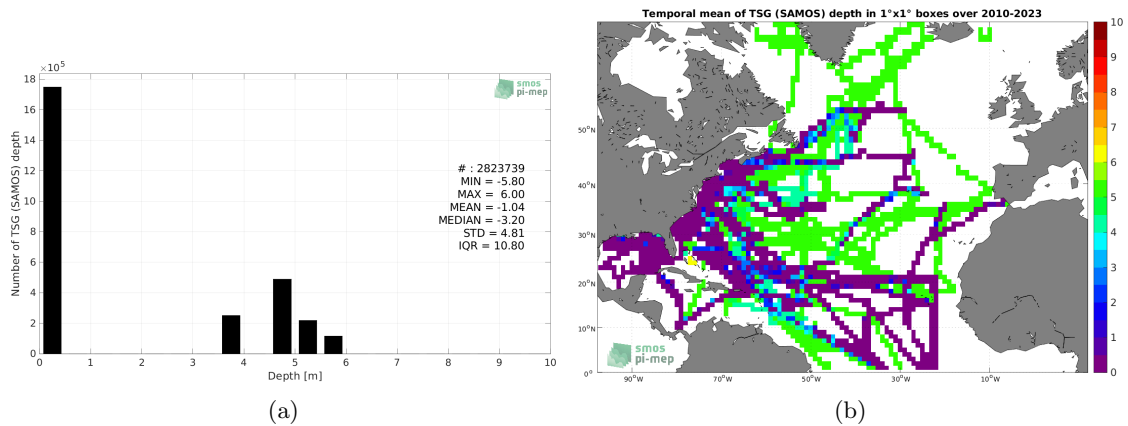 ×10⁵
18
16
14
12
10
8
6
4
2
0
Number of TSG (SAMOS) depth
smos
pi-mep
# : 2823739
MIN = -5.80
MAX = 6.00
MEAN = -1.04
MEDIAN = -3.20
STD = 4.81
IQR = 10.80
0 1 2 3 4 5 6 7 8 9 10
Depth [m]
(a)
Temporal mean of TSG (SAMOS) depth in 1°x1° boxes over 2010-2023
50°N
40°N
30°N
20°N
10°N
0°
90°W 70°W 50°W 30°W 10°W
smos
pi-mep
10
9
8
7
6
5
4
3
2
1
0
(b)